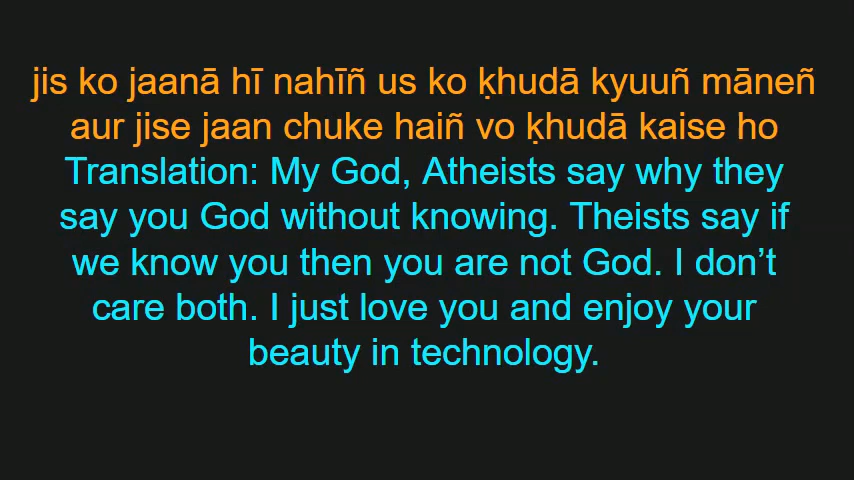 jis ko jaanā hī nahīñ us ko ḳhudā kyuuñ māneñ
aur jise jaan chuke haiñ vo ḳhudā kaise ho
Translation: My God, Atheists say why they
say you God without knowing. Theists say if
we know you then you are not God. I don’t
care both. I just love you and enjoy your
beauty in technology.